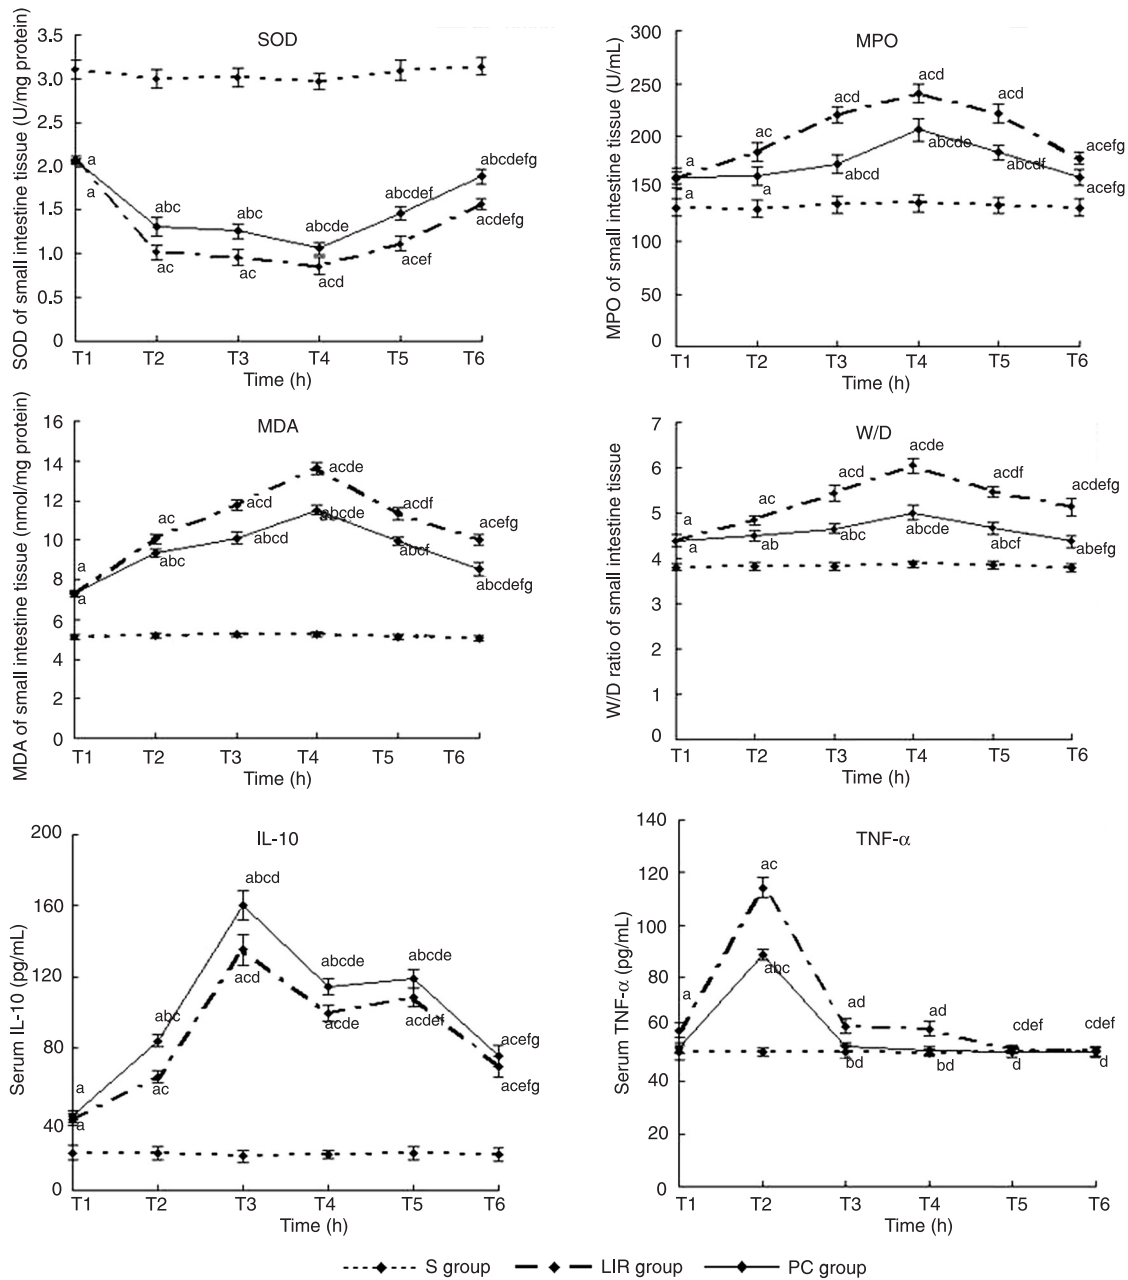 SOD
SOD of small intestine tissue (U/mg protein)
3.5
3.0
2.5
2.0
1.5
1.0
0.5
0
a
a
abc
ac
abc
ac
abcde
acd
abcdef
acef
abcdefg
acdefg
T1 T2 T3 T4 T5 T6
Time (h)
MPO
MPO of small intestine tissue (U/mL)
300
250
200
150
100
50
0
a
a
ac
a
acd
abcd
acd
abcde
acd
abcdf
acefg
acefg
T1 T2 T3 T4 T5 T6
Time (h)
MDA
MDA of small intestine tissue (nmol/mg protein)
16
14
12
10
8
6
4
2
0
a
a
ac
abc
acd
abcd
acde
abcde
acdf
abcf
acefg
abcdefg
T1 T2 T3 T4 T5 T6
Time (h)
W/D
W/D ratio of small intestine tissue
7
6
5
4
3
2
1
0
a
a
ac
ab
acd
abc
acde
abcde
acdf
abcf
acdefg
abefg
T1 T2 T3 T4 T5 T6
Time (h)
IL-10
Serum IL-10 (pg/mL)
200
160
120
80
40
0
a
a
abc
ac
abcd
acd
abcde
acde
abcde
acdef
acefg
acefg
T1 T2 T3 T4 T5 T6
Time (h)
TNF-α
Serum TNF-α (pg/mL)
140
120
100
80
60
40
20
0
a
ac
abc
ad
bd
ad
bd
cdef
d
cdef
d
T1 T2 T3 T4 T5 T6
Time (h)
S group LIR group PC group